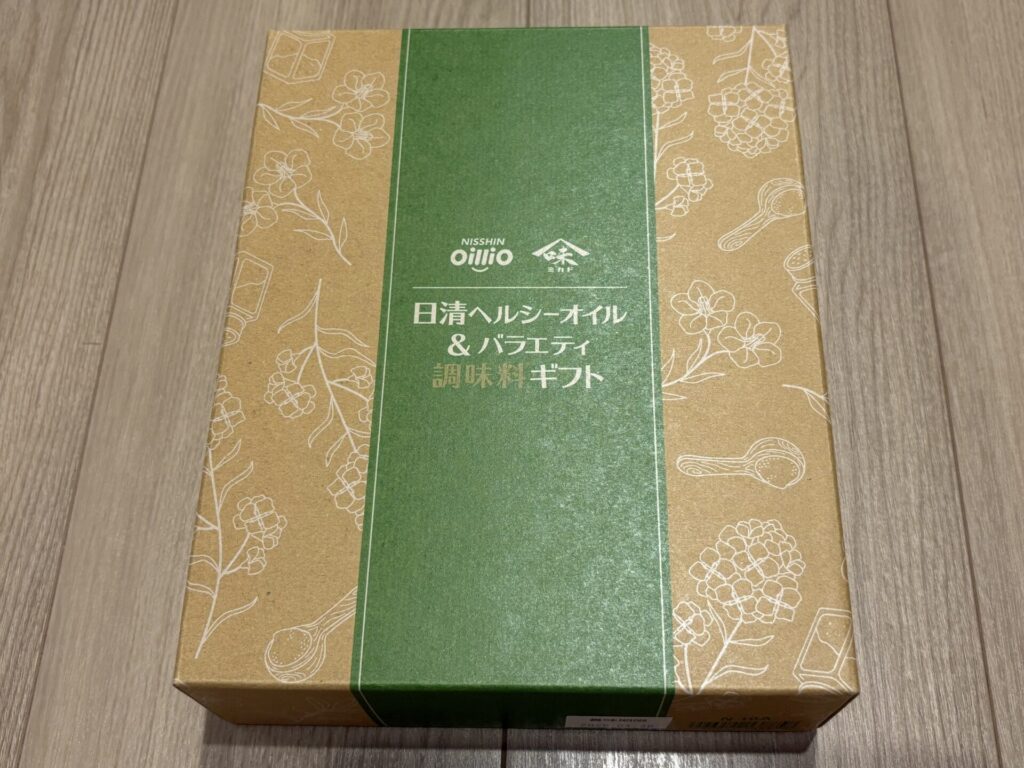 NISSHIN
OilliO
味
ミカド
日清ヘルシーオイル
& バラエティ
調味料ギフト